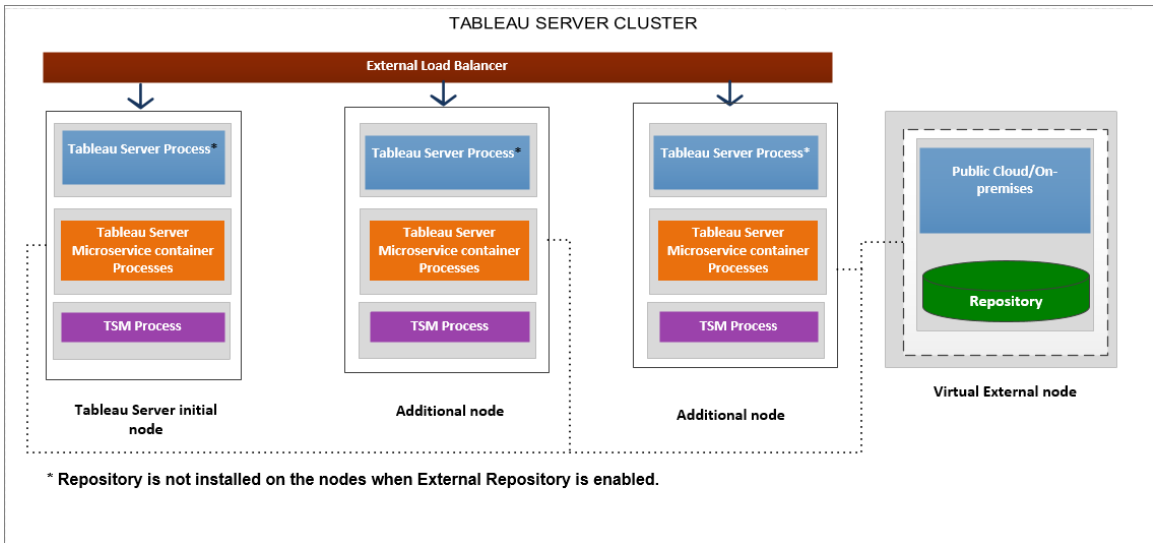 TABLEAU SERVER CLUSTER
External Load Balancer
Tableau Server Process*
Tableau Server
Microservice container
Processes
TSM Process
Tableau Server initial
node
Tableau Server Process*
Tableau Server
Microservice container
Processes
TSM Process
Additional node
Tableau Server Process*
Tableau Server
Microservice container
Processes
TSM Process
Additional node
Public Cloud/On-
premises
Repository
Virtual External node
* Repository is not installed on the nodes when External Repository is enabled.